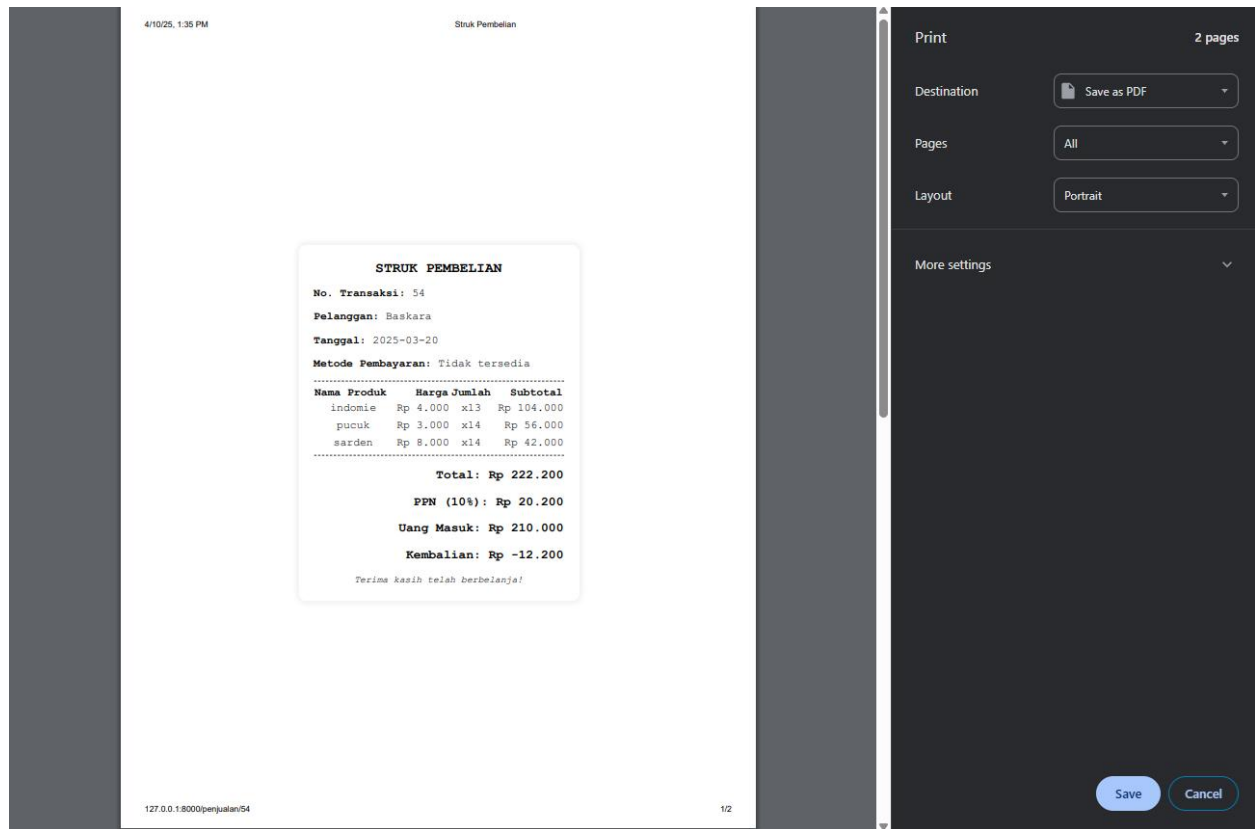 4/10/25, 1:35 PM
Struk Pembelian
STRUK PEMBELIAN
No. Transaksi: 54
Pelanggan: Baskara
Tanggal: 2025-03-20
Metode Pembayaran: Tidak tersedia
Nama Produk Harga Jumlah Subtotal
indomie Rp 4.000 x13 Rp 104.000
pucuk Rp 3.000 x14 Rp 56.000
sarden Rp 8.000 x14 Rp 42.000
Total: Rp 222.200
PPN (10%): Rp 20.200
Uang Masuk: Rp 210.000
Kembalian: Rp -12.200
Terima kasih telah berbelanja!
127.0.0.1:8000/penjualan/54
1/2
Print 2 pages
Destination Save as PDF
Pages All
Layout Portrait
More settings
Save Cancel